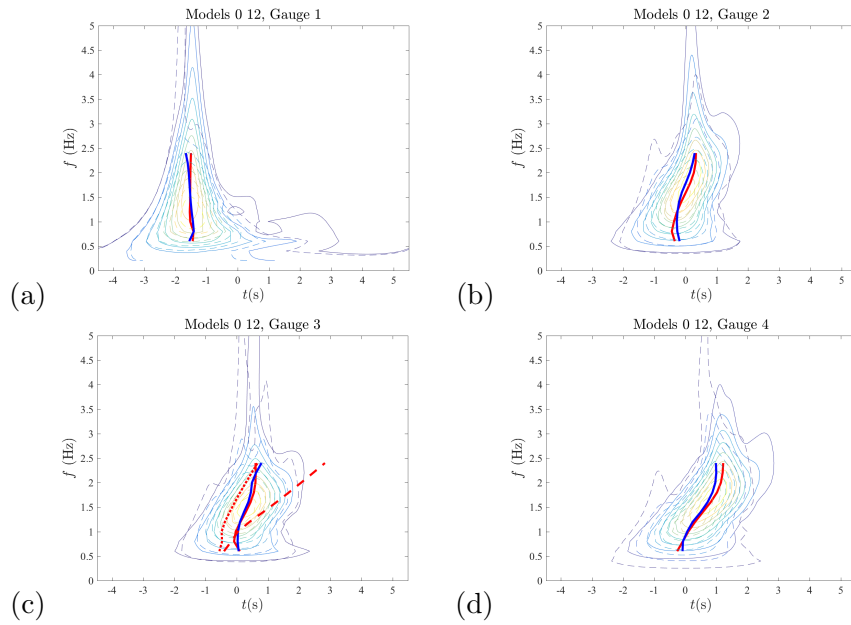 Models 0 12, Gauge 1
5
4.5
4
3.5
3
2.5
2
1.5
1
0.5
0
f (Hz)
-4 -3 -2 -1 0 1 2 3 4 5
t(s)
(a)
Models 0 12, Gauge 2
5
4.5
4
3.5
3
2.5
2
1.5
1
0.5
0
f (Hz)
-4 -3 -2 -1 0 1 2 3 4 5
t(s)
(b)
Models 0 12, Gauge 3
5
4.5
4
3.5
3
2.5
2
1.5
1
0.5
0
f (Hz)
-4 -3 -2 -1 0 1 2 3 4 5
t(s)
(c)
Models 0 12, Gauge 4
5
4.5
4
3.5
3
2.5
2
1.5
1
0.5
0
f (Hz)
-4 -3 -2 -1 0 1 2 3 4 5
t(s)
(d)